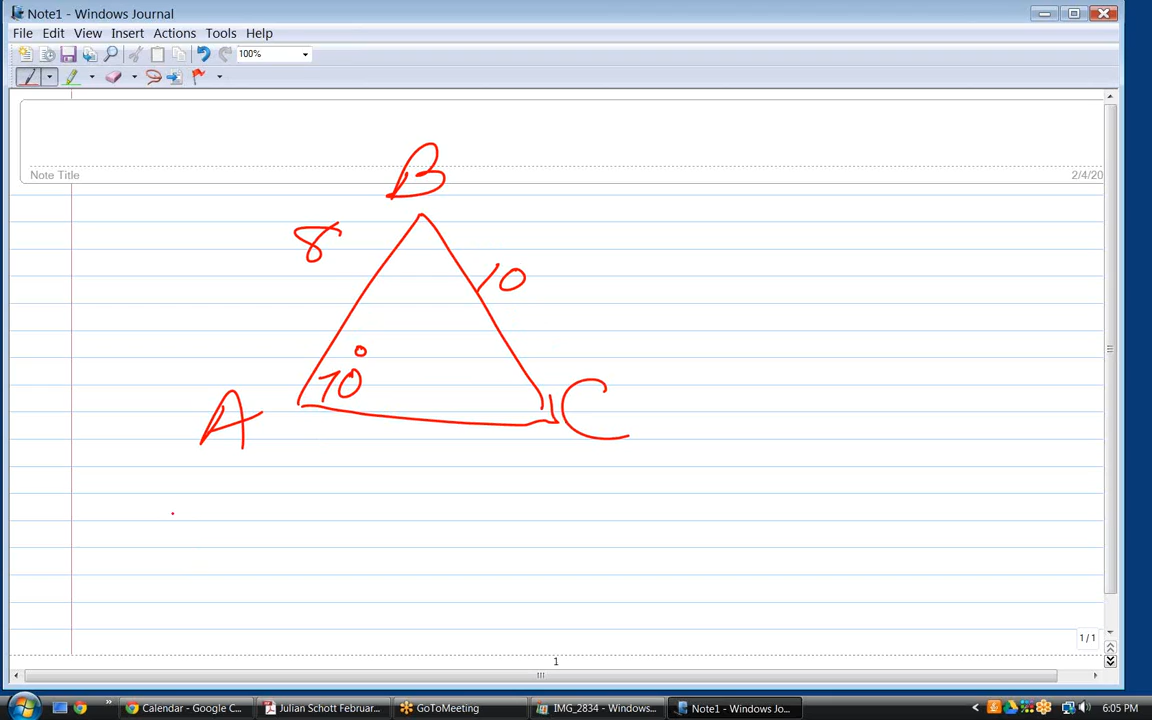 Note1 - Windows Journal
File Edit View Insert Actions Tools Help
100%
Note Title
2/4/20
B
8
10
70°
A
C
1/1
1
Calendar - Google C...
Julian Schott Februar...
GoToMeeting
IMG_2834 - Windows...
Note1 - Windows Jo...
6:05 PM